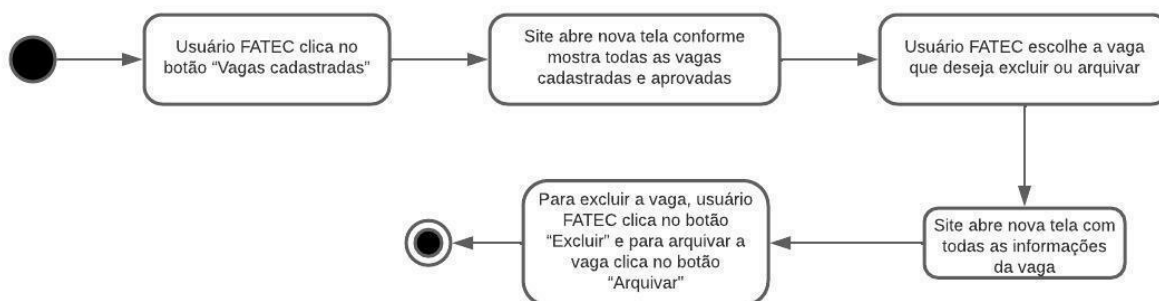 Usuário FATEC clica no
botão “Vagas cadastradas”
Site abre nova tela conforme
mostra todas as vagas
cadastradas e aprovadas
Usuário FATEC escolhe a vaga
que deseja excluir ou arquivar
Site abre nova tela com
todas as informações
da vaga
Para excluir a vaga, usuário
FATEC clica no botão
“Excluir” e para arquivar a
vaga clica no botão
“Arquivar”